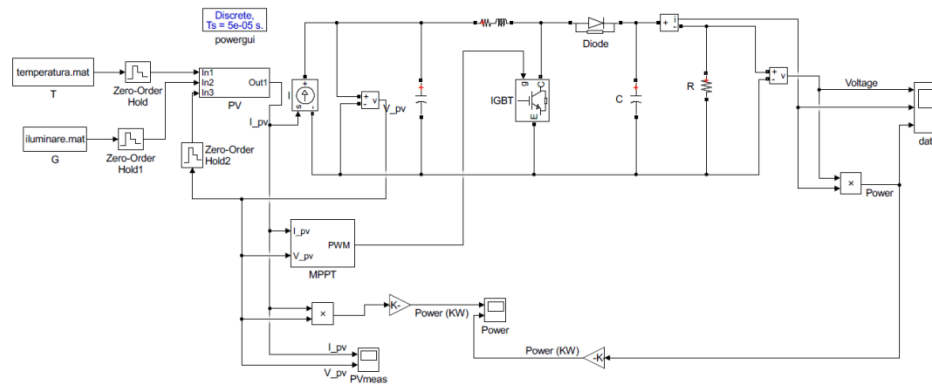 Discrete,
Ts = 5e-05 s.
powergui
temperatura.mat
T
Zero-Order
Hold
In1
In2
In3
Out1
PV
I_pv
iluminare.mat
G
Zero-Order
Hold1
Zero-Order
Hold2
+
-
s
I
+
-
v
V_pv
g
C
E
IGBT
Diode
C
+
-
i
R
+
-
v
Voltage
dat
×
Power
I_pv
V_pv
PWM
MPPT
×
K-
Power (KW)
Power
Power (KW)
-K
I_pv
V_pv
PVmeas